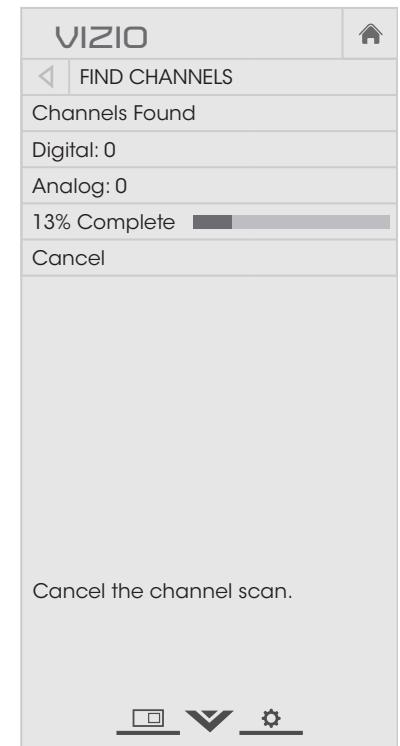 VIZIO
FIND CHANNELS
Channels Found
Digital: 0
Analog: 0
13% Complete
Cancel
Cancel the channel scan.